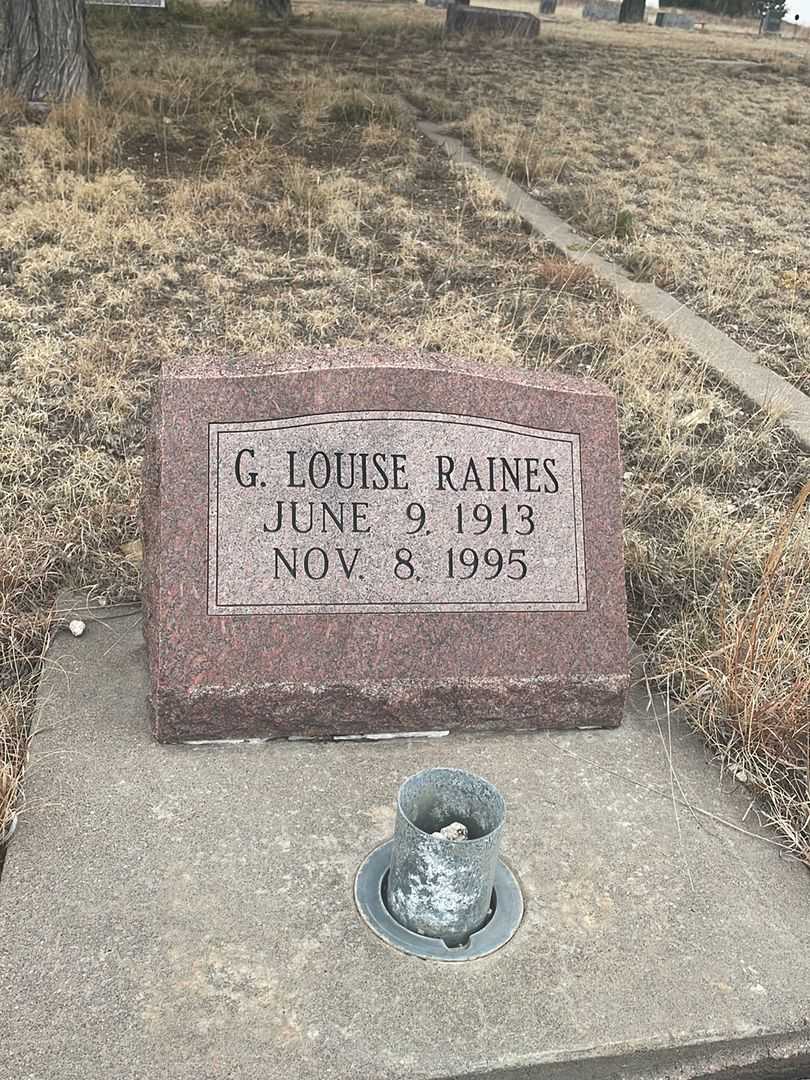 G. LOUISE RAINES
JUNE 9, 1913
NOV. 8, 1995